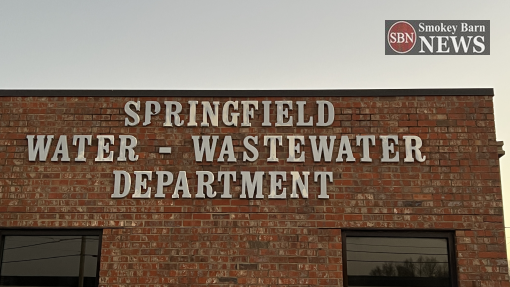 SBN
Smokey Barn
NEWS
SPRINGFIELD
WATER - WASTEWATER
DEPARTMENT